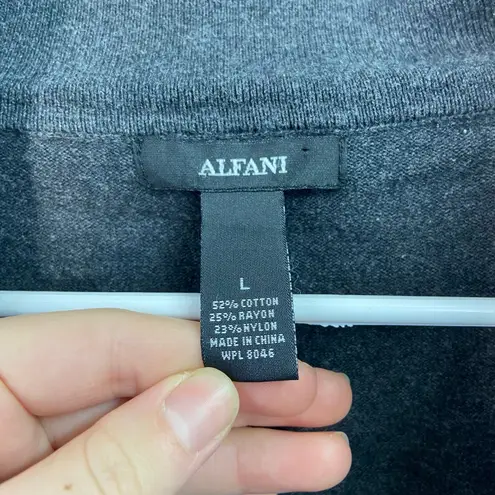 ALFANI
L
52% COTTON
25% RAYON
23% NYLON
MADE IN CHINA
WPL 8046